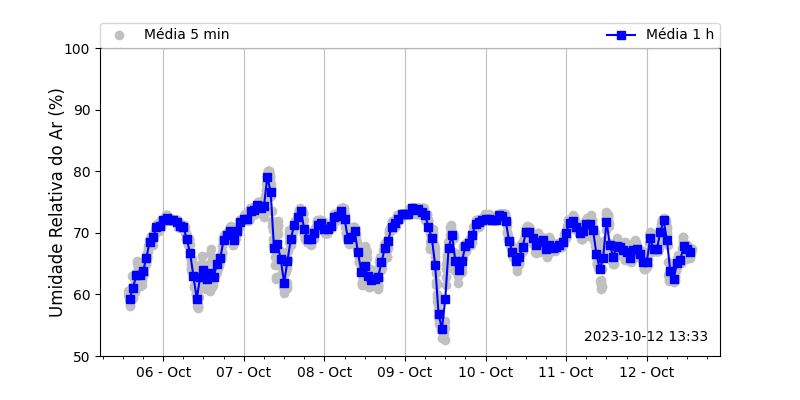 Média 5 min
Média 1 h
Umidade Relativa do Ar (%)
100
90
80
70
60
50
2023-10-12 13:33
06 - Oct
07 - Oct
08 - Oct
09 - Oct
10 - Oct
11 - Oct
12 - Oct